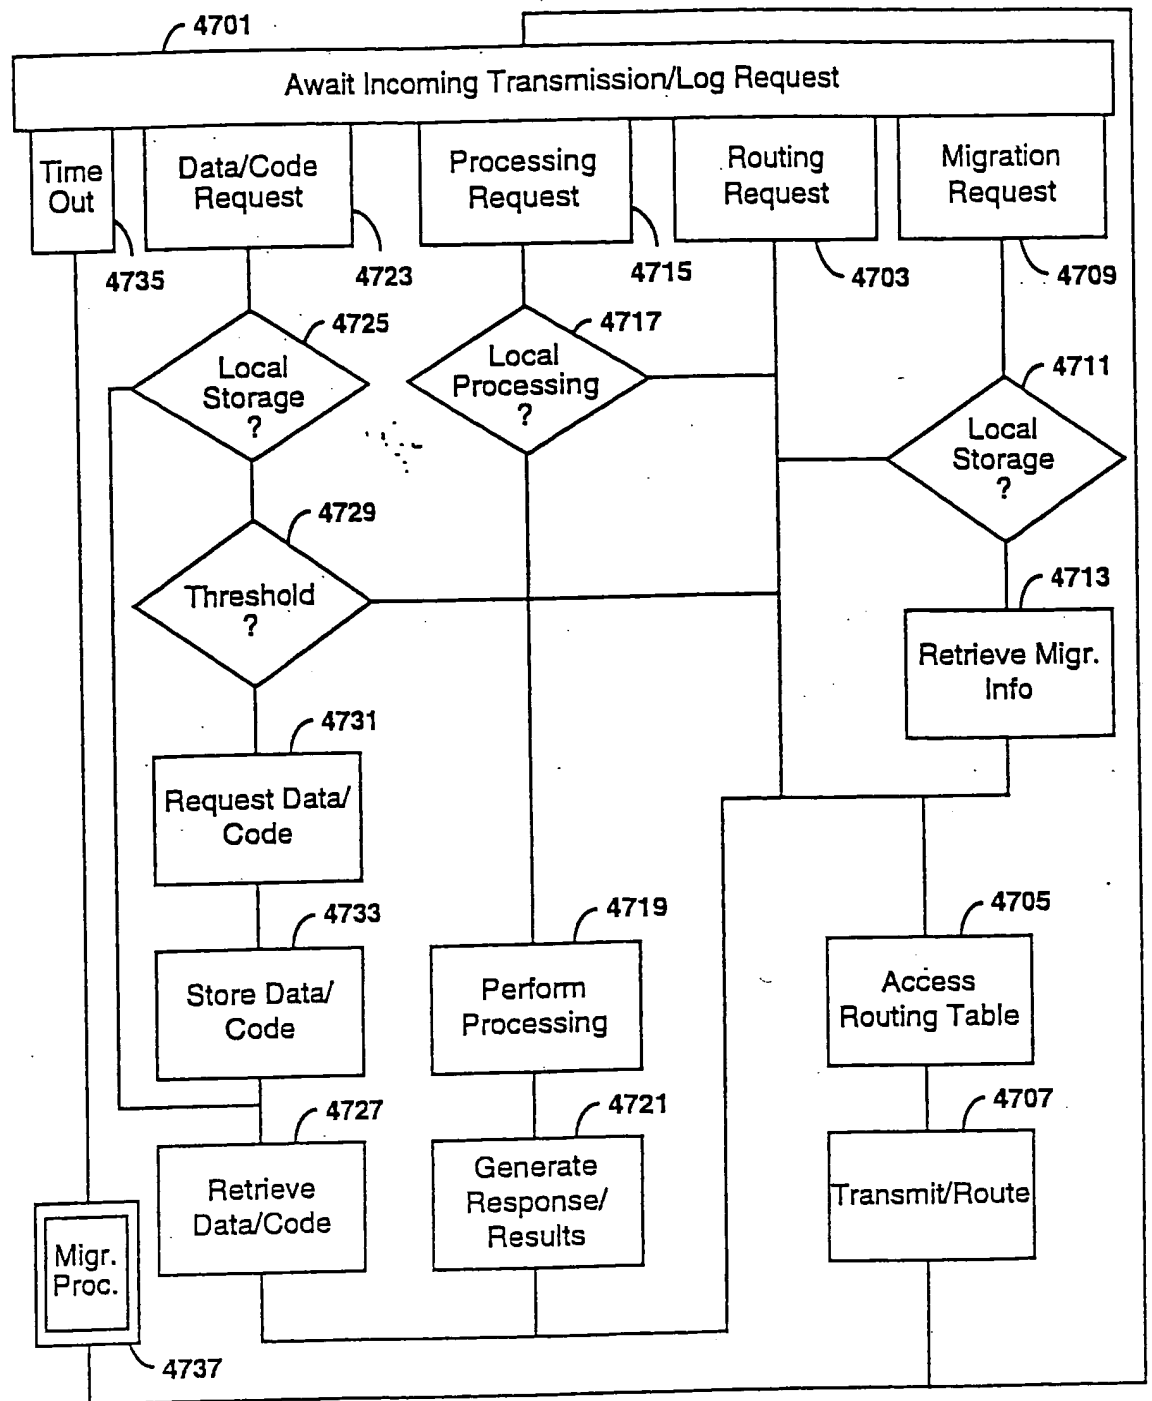 4701
Await Incoming Transmission/Log Request
Time
Out
Data/Code
Request
Processing
Request
Routing
Request
Migration
Request
4735
4723
4715
4703
4709
4725
Local
Storage
?
4717
Local
Processing
?
4711
Local
Storage
?
4729
Threshold
?
4713
Retrieve Migr.
Info
4731
Request Data/
Code
4733
Store Data/
Code
4719
Perform
Processing
4705
Access
Routing Table
4727
Retrieve
Data/Code
4721
Generate
Response/
Results
4707
Transmit/Route
Migr.
Proc.
4737